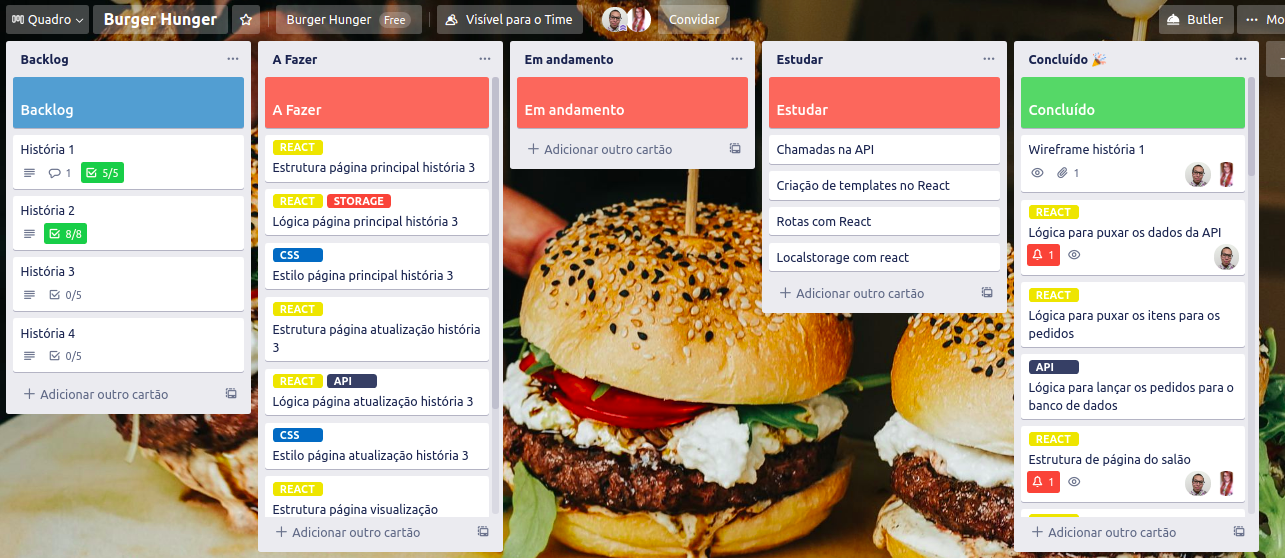 Quadro
Burger Hunger
Burger Hunger Free
Visível para o Time
Convidar
Butler
Backlog
Backlog
História 1
1
5/5
História 2
8/8
História 3
0/5
História 4
0/5
Adicionar outro cartão
A Fazer
A Fazer
REACT
Estrutura página principal história 3
REACT STORAGE
Lógica página principal história 3
CSS
Estilo página principal história 3
REACT
Estrutura página atualização história
3
REACT API
Lógica página atualização história 3
CSS
Estilo página atualização história 3
REACT
Estrutura página visualização
Adicionar outro cartão
Em andamento
Em andamento
Adicionar outro cartão
Estudar
Estudar
Chamadas na API
Criação de templates no React
Rotas com React
Localstorage com react
Adicionar outro cartão
Concluído 🎉
Concluído
Wireframe história 1
1
REACT
Lógica para puxar os dados da API
1
REACT
Lógica para puxar os itens para os
pedidos
API
Lógica para lançar os pedidos para o
banco de dados
REACT
Estrutura de página do salão
1
Adicionar outro cartão